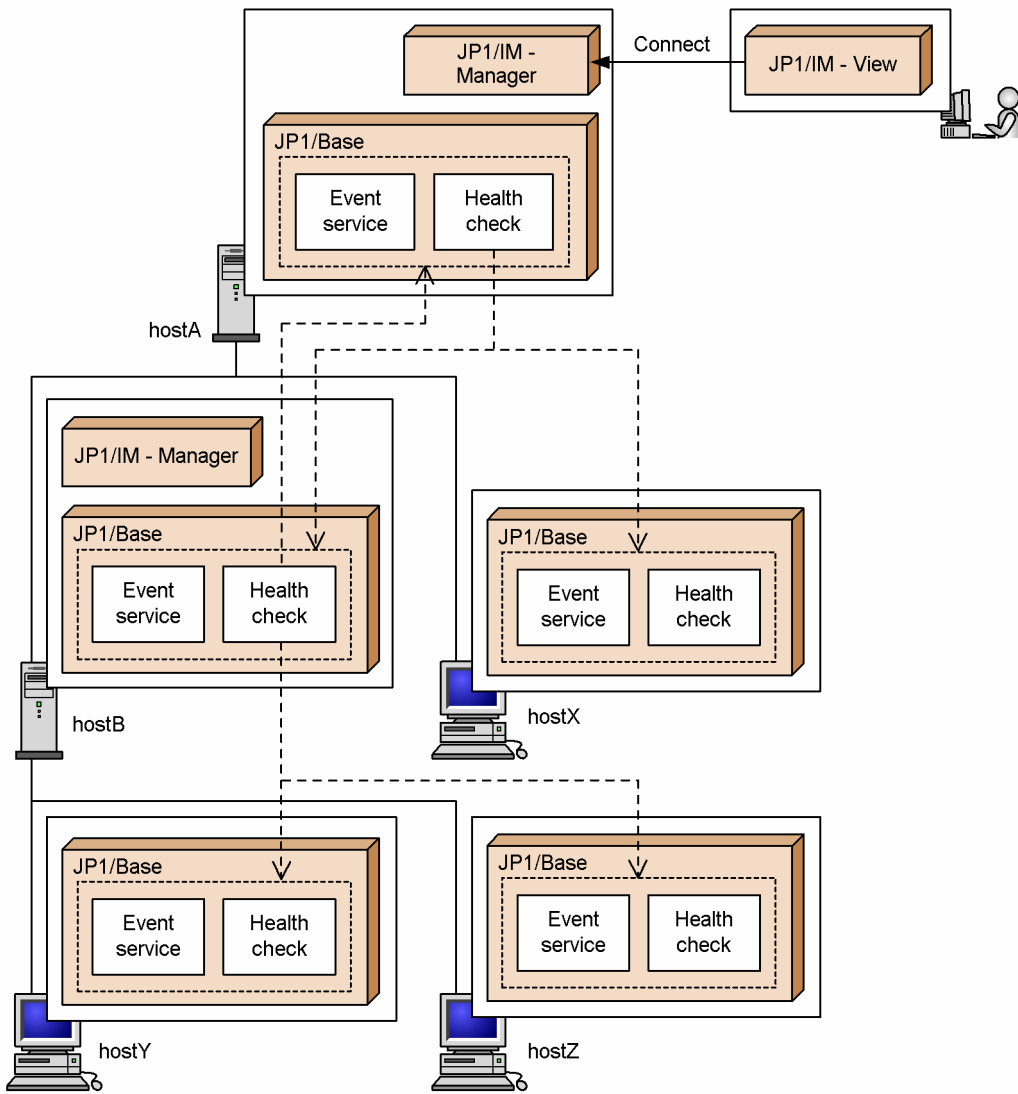 JP1/IM -
Manager
Connect
JP1/IM - View
JP1/Base
Event
service
Health
check
hostA
JP1/IM - Manager
JP1/Base
Event
service
Health
check
hostB
JP1/Base
Event
service
Health
check
hostX
JP1/Base
Event
service
Health
check
hostY
JP1/Base
Event
service
Health
check
hostZ